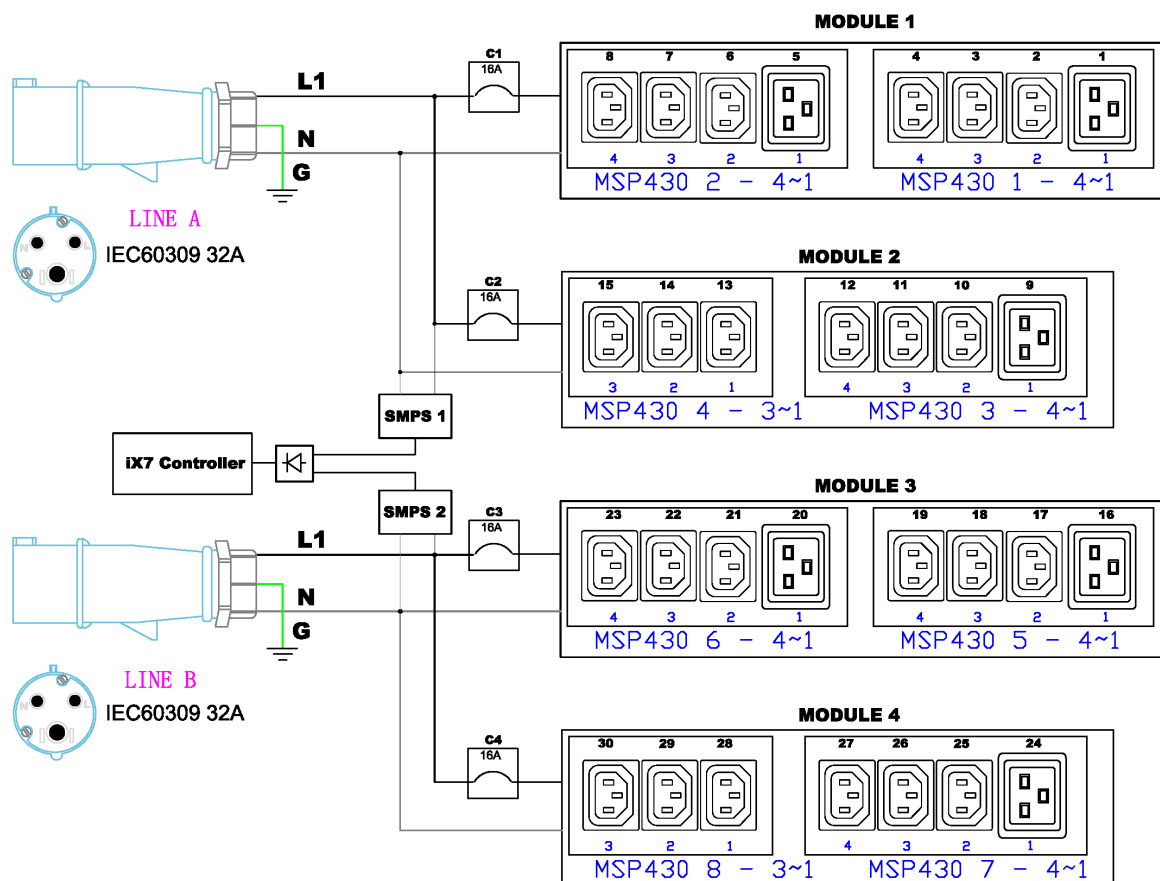 MODULE 1
C1
16A
8 7 6 5 4 3 2 1
L1
N
G
4 3 2 1 4 3 2 1
MSP430 2 - 4~1 MSP430 1 - 4~1
LINE A
N L
IEC60309 32A
MODULE 2
C2
16A
15 14 13 12 11 10 9
3 2 1 4 3 2 1
MSP430 4 - 3~1 MSP430 3 - 4~1
SMPS 1
iX7 Controller
SMPS 2
MODULE 3
C3
16A
23 22 21 20 19 18 17 16
L1
N
G
4 3 2 1 4 3 2 1
MSP430 6 - 4~1 MSP430 5 - 4~1
LINE B
N L
IEC60309 32A
MODULE 4
C4
16A
30 29 28 27 26 25 24
3 2 1 4 3 2 1
MSP430 8 - 3~1 MSP430 7 - 4~1